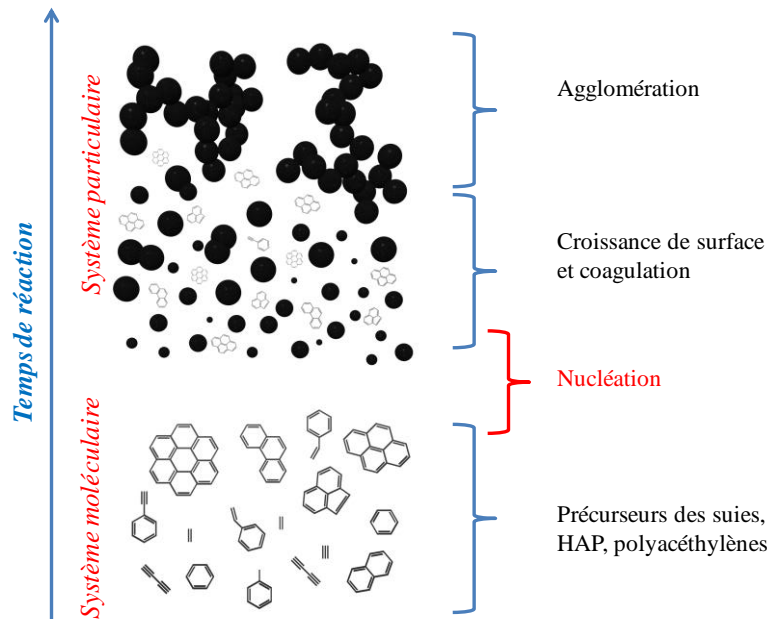 Temps de réaction
Système particulaire
Système moléculaire
Agglomération
Croissance de surface
et coagulation
Nucléation
Précurseurs des suies,
HAP, polyacéthylènes